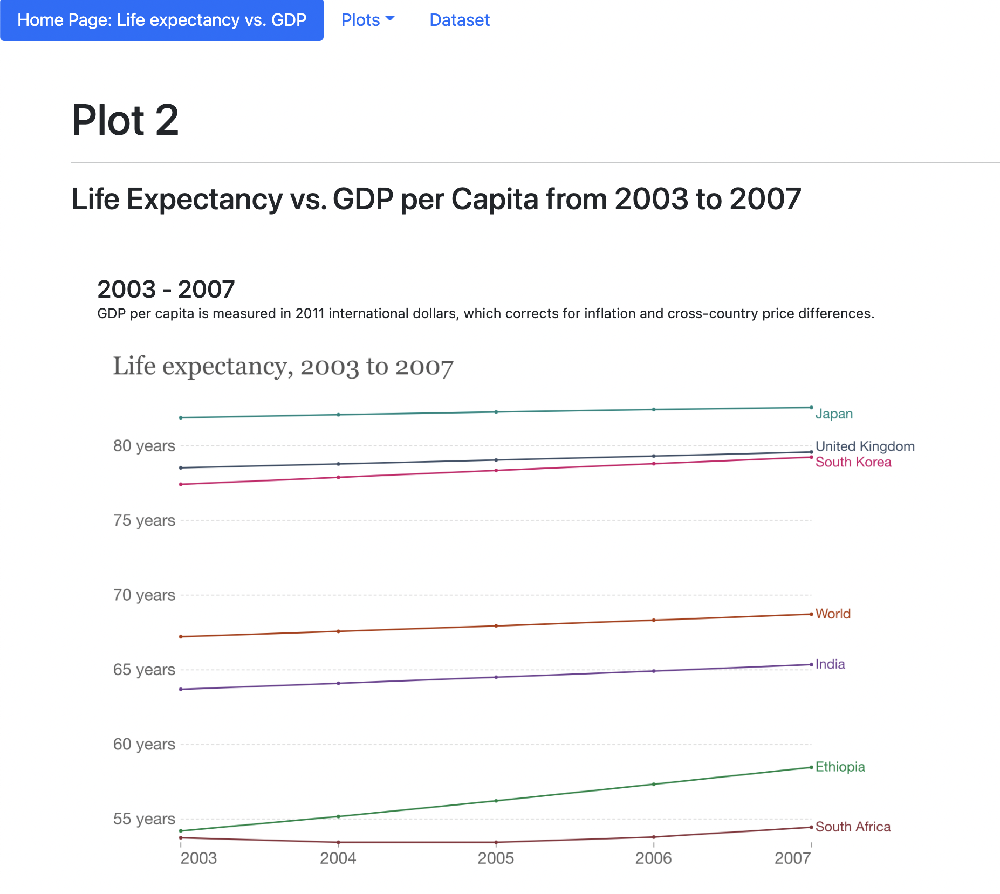 Home Page: Life expectancy vs. GDP Plots Dataset
Plot 2
Life Expectancy vs. GDP per Capita from 2003 to 2007
2003 - 2007
GDP per capita is measured in 2011 international dollars, which corrects for inflation and cross-country price differences.
Life expectancy, 2003 to 2007
Japan
80 years
United Kingdom
South Korea
75 years
70 years
World
65 years
India
60 years
Ethiopia
55 years
South Africa
2003 2004 2005 2006 2007